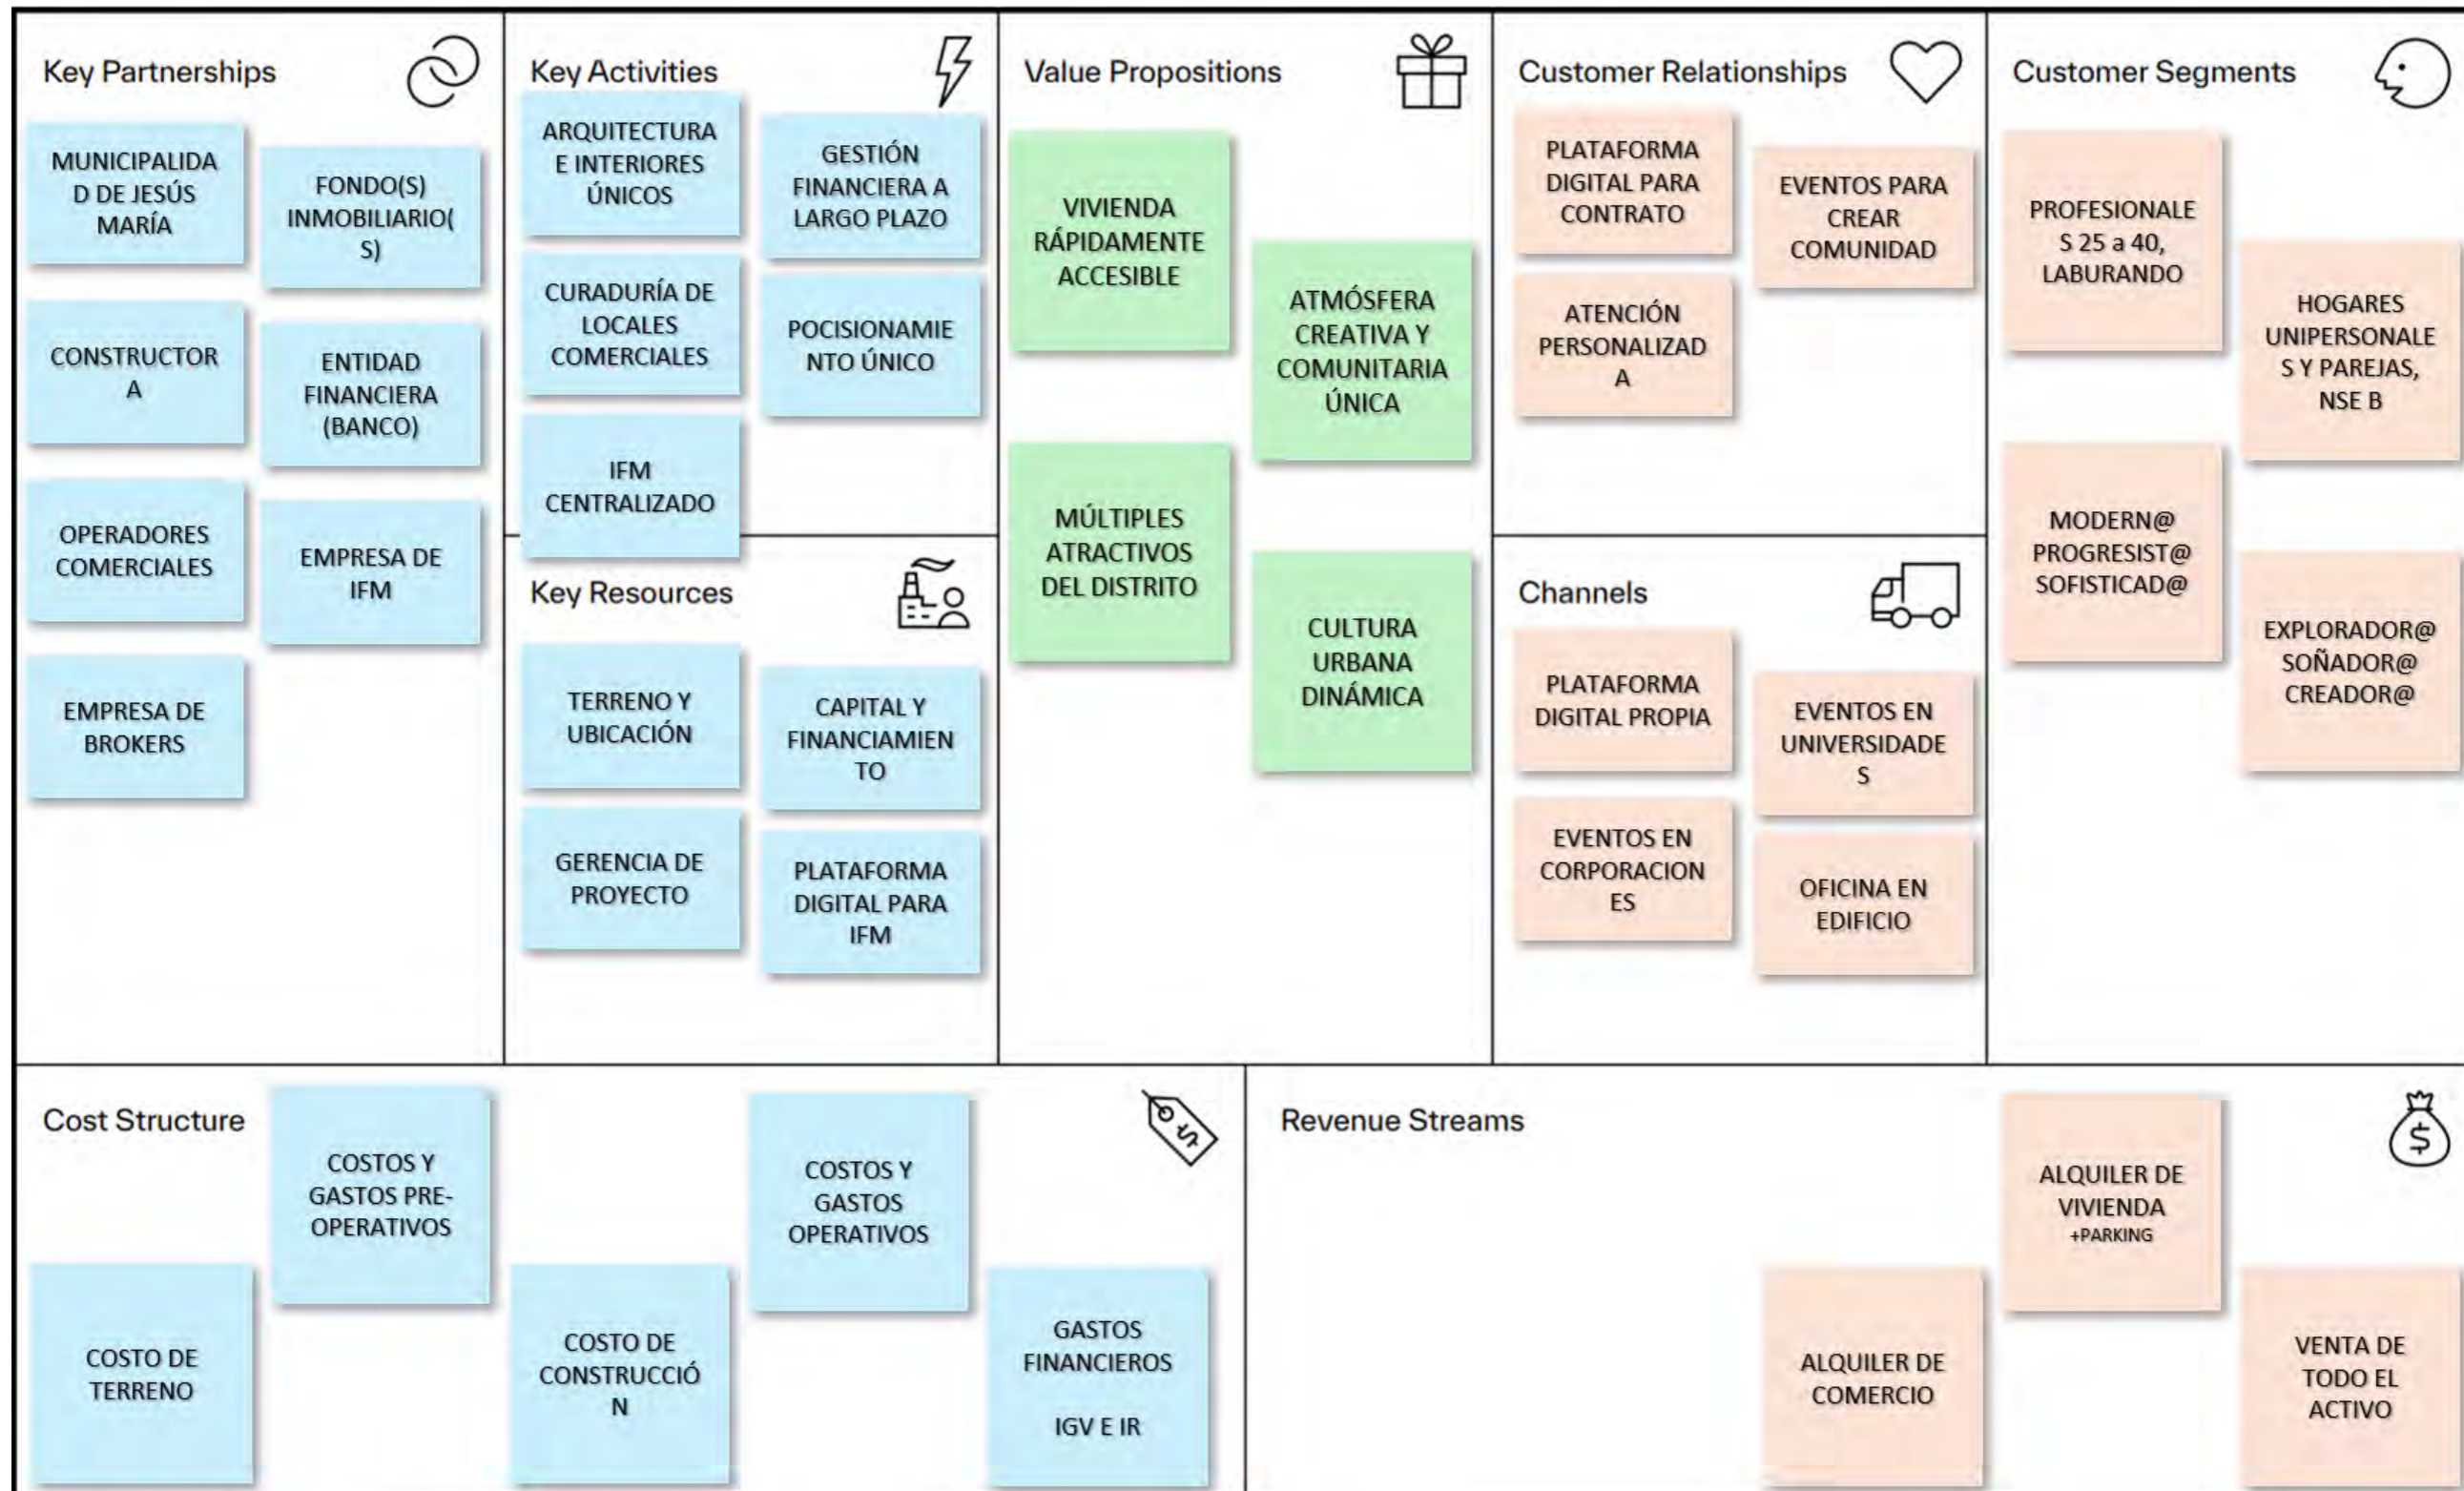 Key Partnerships
MUNICIPALIDA
D DE JESÚS
MARÍA
FONDO(S)
INMOBILIARIO(
S)
CONSTRUCTOR
A
ENTIDAD
FINANCIERA
(BANCO)
OPERADORES
COMERCIALES
EMPRESA DE
IFM
EMPRESA DE
BROKERS
Key Activities
ARQUITECTURA
E INTERIORES
ÚNICOS
GESTIÓN
FINANCIERA A
LARGO PLAZO
CURADURÍA DE
LOCALES
COMERCIALES
POCISIONAMIE
NTO ÚNICO
IFM
CENTRALIZADO
Key Resources
TERRENO Y
UBICACIÓN
CAPITAL Y
FINANCIAMIEN
TO
GERENCIA DE
PROYECTO
PLATAFORMA
DIGITAL PARA
IFM
Value Propositions
VIVIENDA
RÁPIDAMENTE
ACCESIBLE
ATMÓSFERA
CREATIVA Y
COMUNITARIA
ÚNICA
MÚLTIPLES
ATRACTIVOS
DEL DISTRITO
CULTURA
URBANA
DINÁMICA
Customer Relationships
PLATAFORMA
DIGITAL PARA
CONTRATO
EVENTOS PARA
CREAR
COMUNIDAD
ATENCIÓN
PERSONALIZAD
A
Channels
PLATAFORMA
DIGITAL PROPIA
EVENTOS EN
UNIVERSIDADE
S
EVENTOS EN
CORPORACION
ES
OFICINA EN
EDIFICIO
Customer Segments
PROFESIONALE
S 25 a 40,
LABURANDO
HOGARES
UNIPERSONALE
S Y PAREJAS,
NSE B
MODERN@
PROGRESIST@
SOFISTICAD@
EXPLORADOR@
SOÑADOR@
CREADOR@
Cost Structure
COSTO DE
TERRENO
COSTOS Y
GASTOS PRE-
OPERATIVOS
COSTO DE
CONSTRUCCIÓ
N
COSTOS Y
GASTOS
OPERATIVOS
GASTOS
FINANCIEROS
IGV E IR
Revenue Streams
ALQUILER DE
COMERCIO
ALQUILER DE
VIVIENDA
+PARKING
VENTA DE
TODO EL
ACTIVO